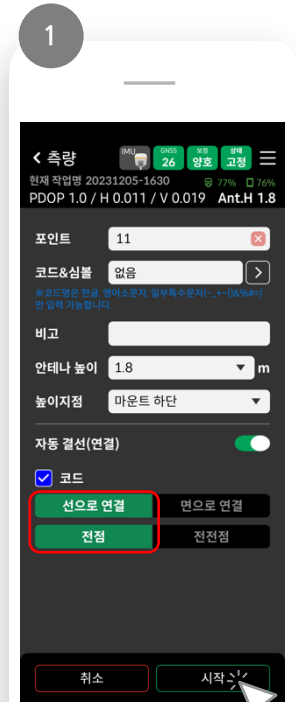 1
측량
IMU
GNSS 26
보정 양호
상태 고정
현재 작업명 20231205-1630 77% 76%
PDOP 1.0 / H 0.011 / V 0.019 Ant.H 1.8
포인트 11
코드&심볼 없음
※코드명은 한글, 영어소문자, 일부특수문자(-_+~()&%#=)
만 입력 가능합니다.
비고
안테나 높이 1.8 m
높이지점 마운트 하단
자동 결선(연결)
코드
선으로 연결 면으로 연결
전점 전전점
취소 시작